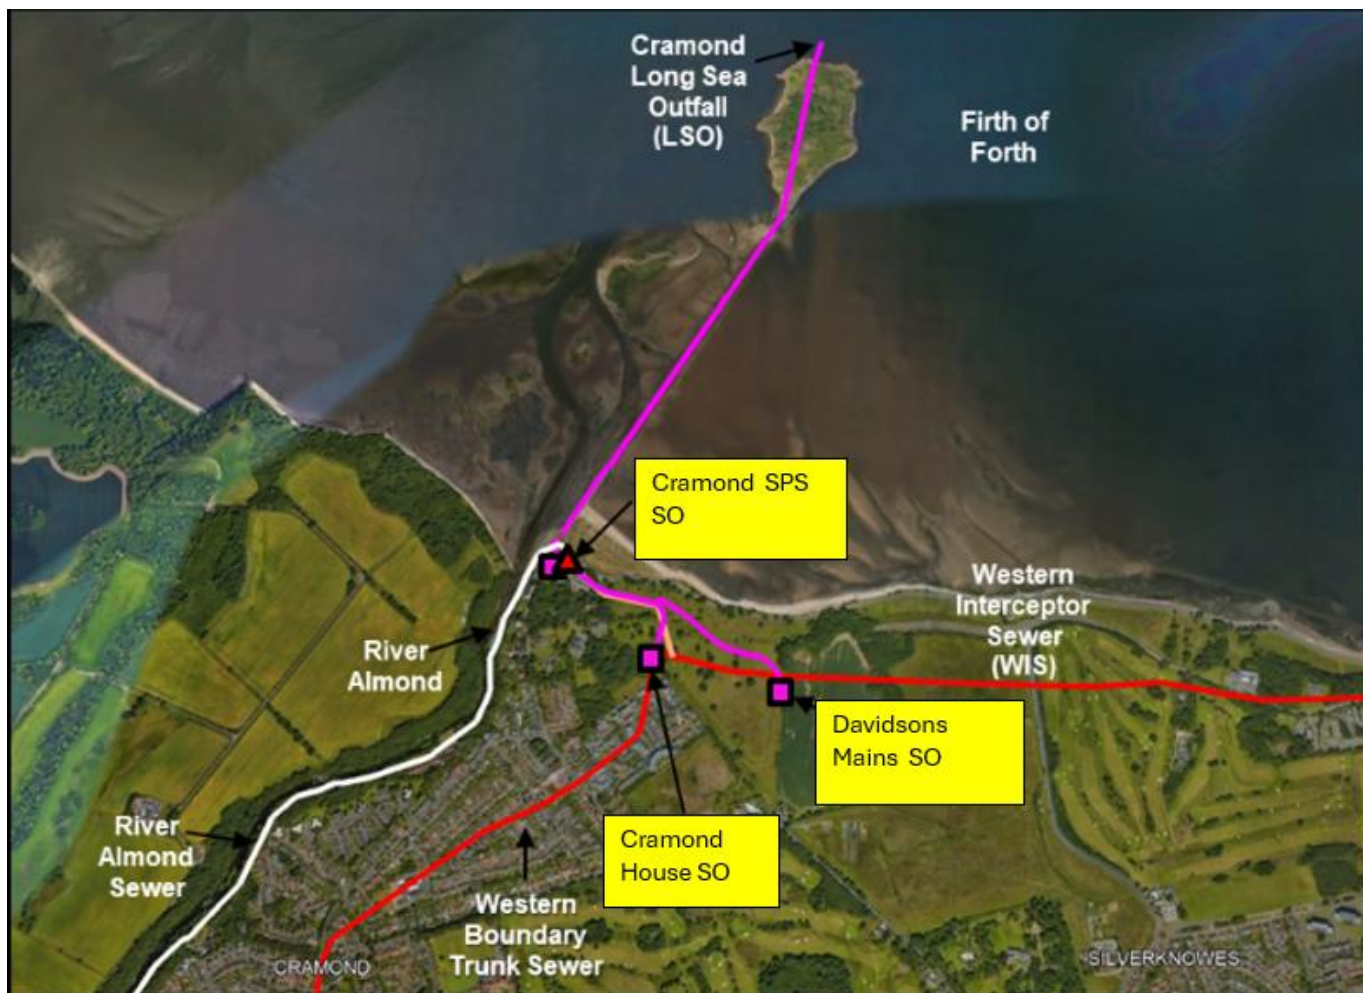 Cramond
Long Sea
Outfall
(LSO)
Firth of
Forth
Cramond SPS
SO
Western
Interceptor
Sewer
(WIS)
River
Almond
Davidsons
Mains SO
River
Almond
Sewer
Cramond
House SO
Western
Boundary
Trunk Sewer
CRAMOND
SILVERKNOWES